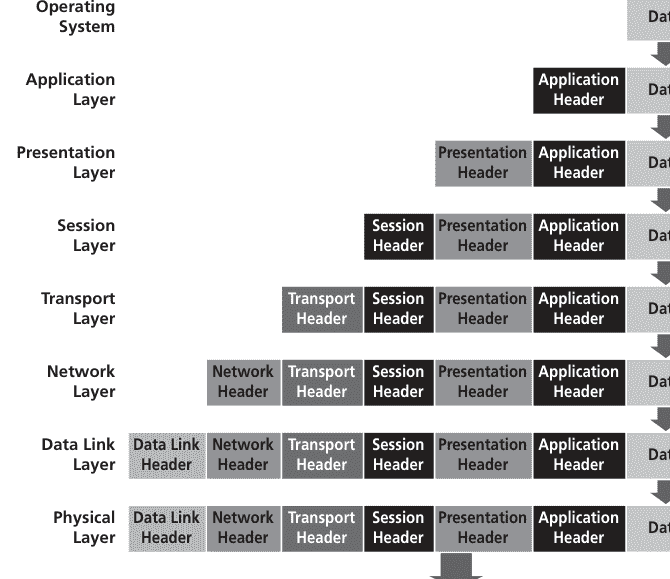 Operating
System
Dat
Application
Layer
Application
Header
Dat
Presentation
Layer
Presentation
Header
Application
Header
Dat
Session
Layer
Session
Header
Presentation
Header
Application
Header
Dat
Transport
Layer
Transport
Header
Session
Header
Presentation
Header
Application
Header
Dat
Network
Layer
Network
Header
Transport
Header
Session
Header
Presentation
Header
Application
Header
Dat
Data Link
Layer
Data Link
Header
Network
Header
Transport
Header
Session
Header
Presentation
Header
Application
Header
Dat
Physical
Layer
Data Link
Header
Network
Header
Transport
Header
Session
Header
Presentation
Header
Application
Header
Dat